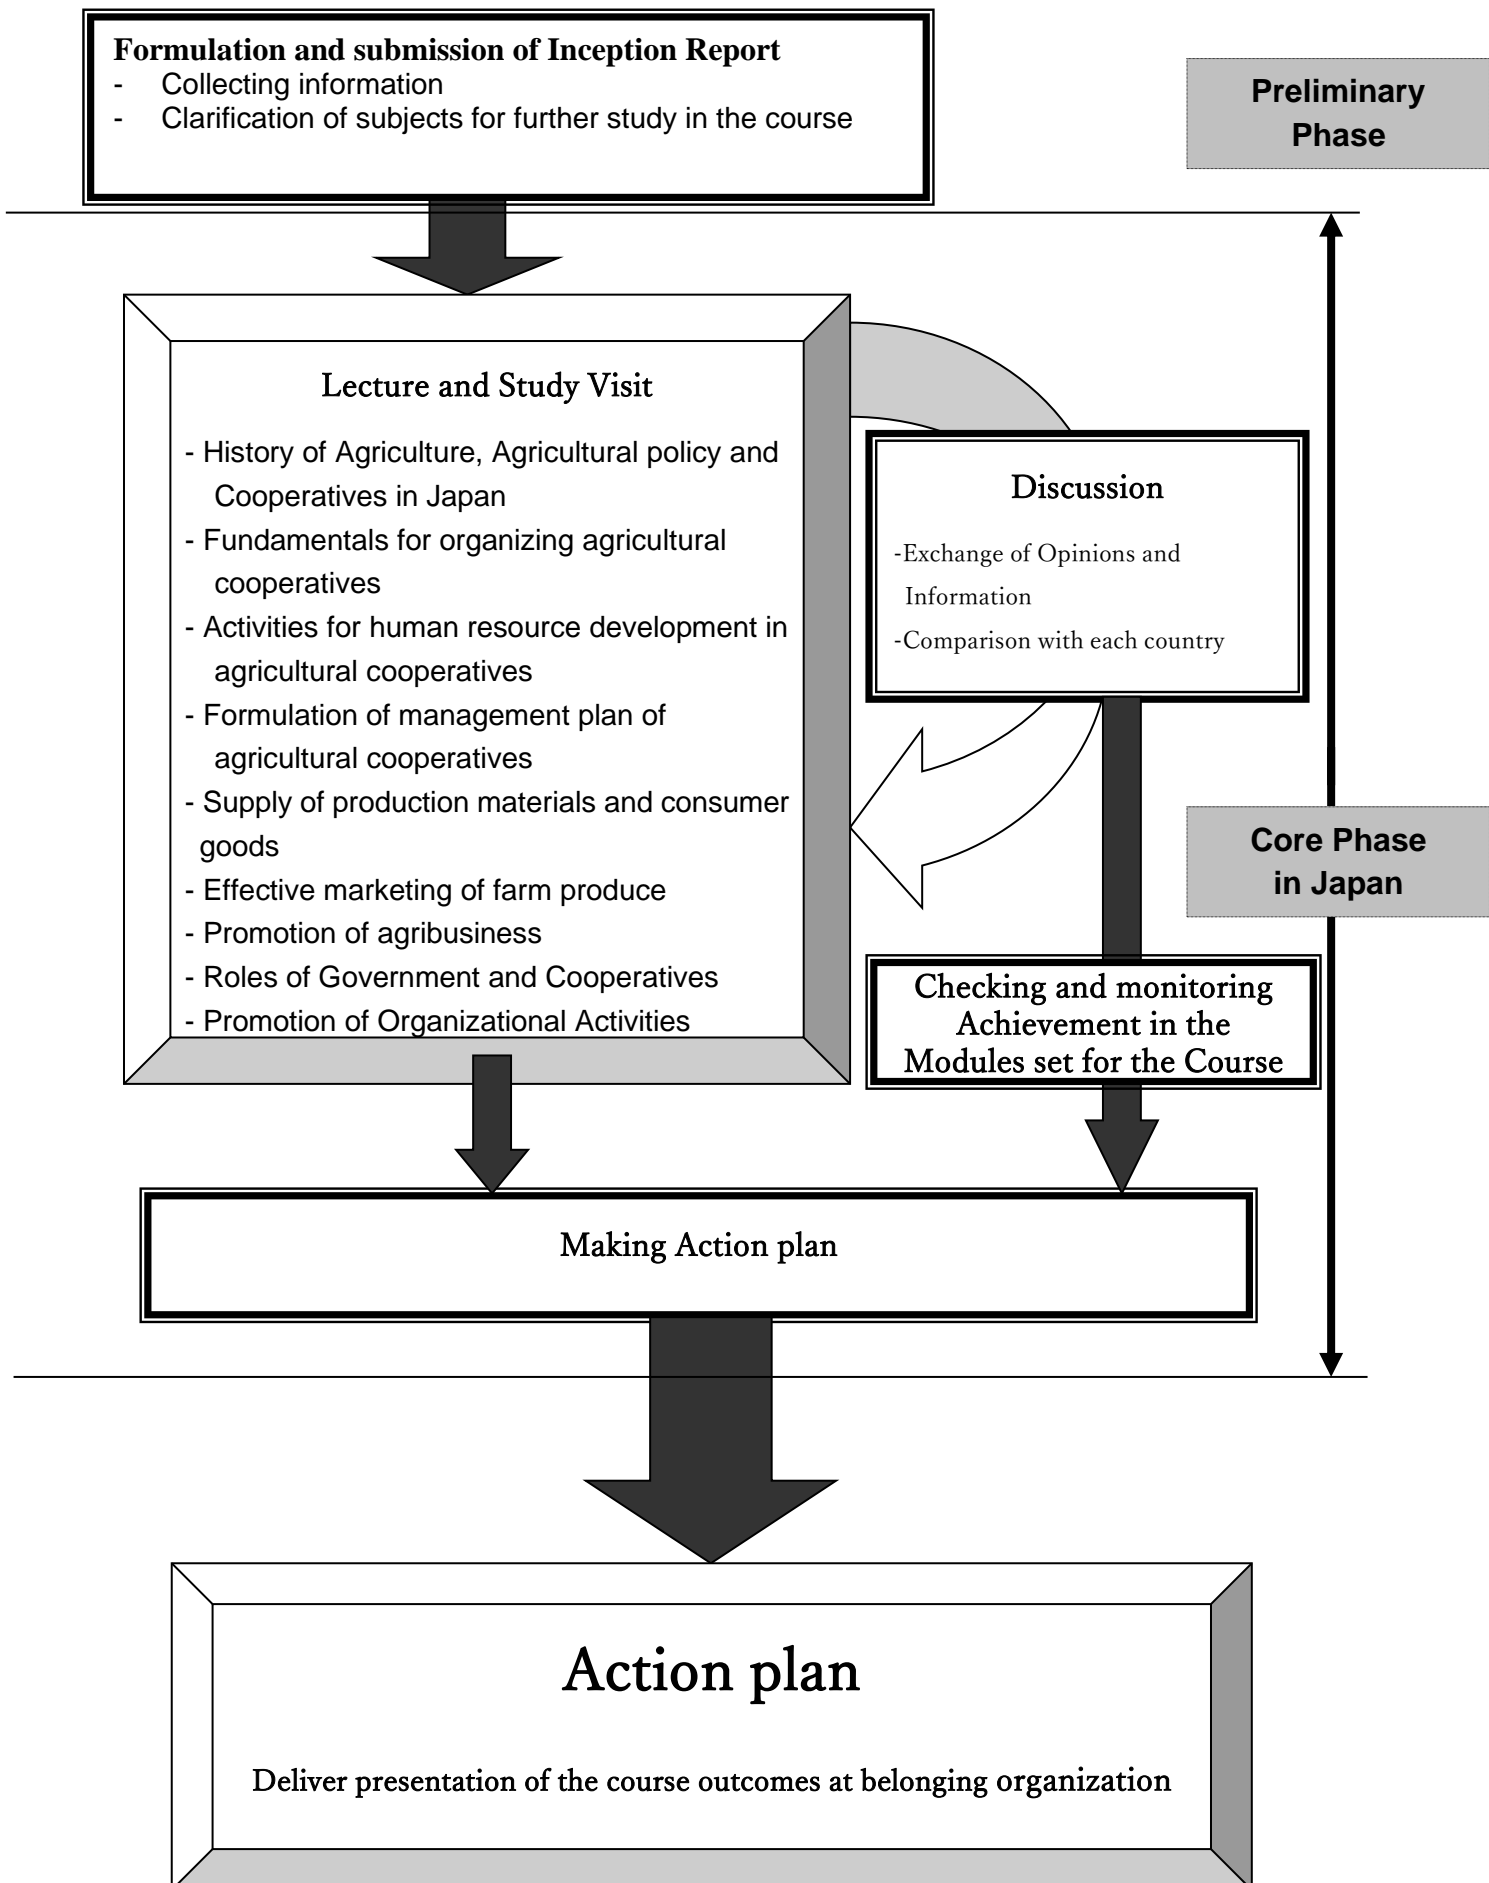 Formulation and submission of Inception Report
- Collecting information
- Clarification of subjects for further study in the course
Preliminary
Phase
Lecture and Study Visit
- History of Agriculture, Agricultural policy and
Cooperatives in Japan
- Fundamentals for organizing agricultural
cooperatives
- Activities for human resource development in
agricultural cooperatives
- Formulation of management plan of
agricultural cooperatives
- Supply of production materials and consumer
goods
- Effective marketing of farm produce
- Promotion of agribusiness
- Roles of Government and Cooperatives
- Promotion of Organizational Activities
Discussion
-Exchange of Opinions and
Information
-Comparison with each country
Core Phase
in Japan
Checking and monitoring
Achievement in the
Modules set for the Course
Making Action plan
Action plan
Deliver presentation of the course outcomes at belonging organization